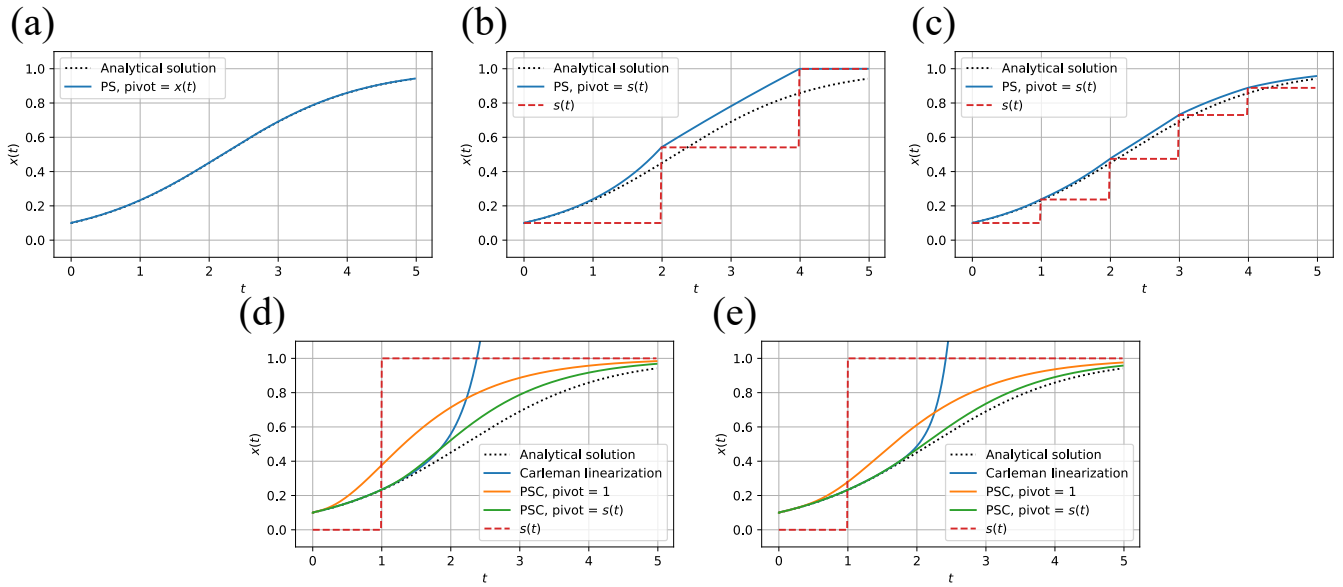 (a)
x(t)
1.0
0.8
0.6
0.4
0.2
0.0
Analytical solution
PS, pivot = x(t)
0 1 2 3 4 5
t
(b)
x(t)
1.0
0.8
0.6
0.4
0.2
0.0
Analytical solution
PS, pivot = s(t)
s(t)
0 1 2 3 4 5
t
(c)
x(t)
1.0
0.8
0.6
0.4
0.2
0.0
Analytical solution
PS, pivot = s(t)
s(t)
0 1 2 3 4 5
t
(d)
x(t)
1.0
0.8
0.6
0.4
0.2
0.0
Analytical solution
Carleman linearization
PSC, pivot = 1
PSC, pivot = s(t)
s(t)
0 1 2 3 4 5
t
(e)
x(t)
1.0
0.8
0.6
0.4
0.2
0.0
Analytical solution
Carleman linearization
PSC, pivot = 1
PSC, pivot = s(t)
s(t)
0 1 2 3 4 5
t